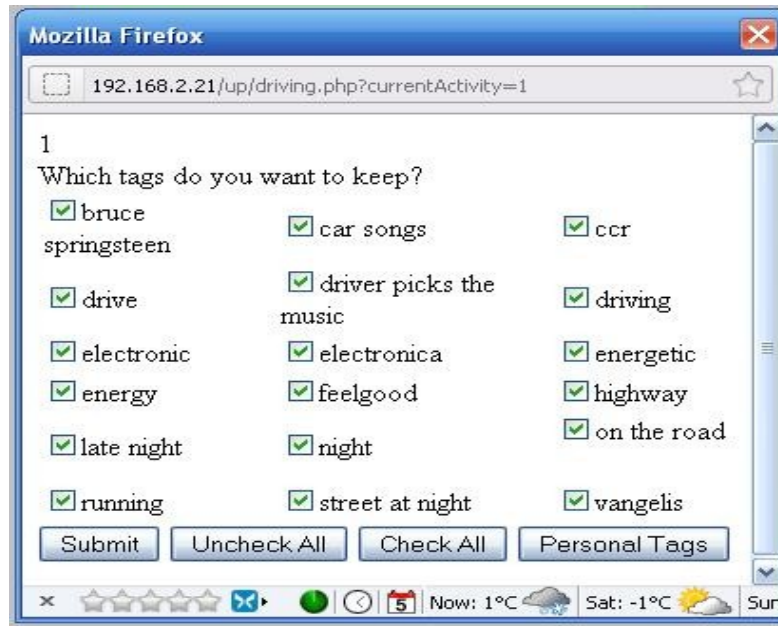 Mozilla Firefox
192.168.2.21/up/driving.php?currentActivity=1
1
Which tags do you want to keep?
bruce springsteen
car songs
ccr
drive
driver picks the music
driving
electronic
electronica
energetic
energy
feelgood
highway
late night
night
on the road
running
street at night
vangelis
Submit Uncheck All Check All Personal Tags
5 Now: 1°C Sat: -1°C Sun